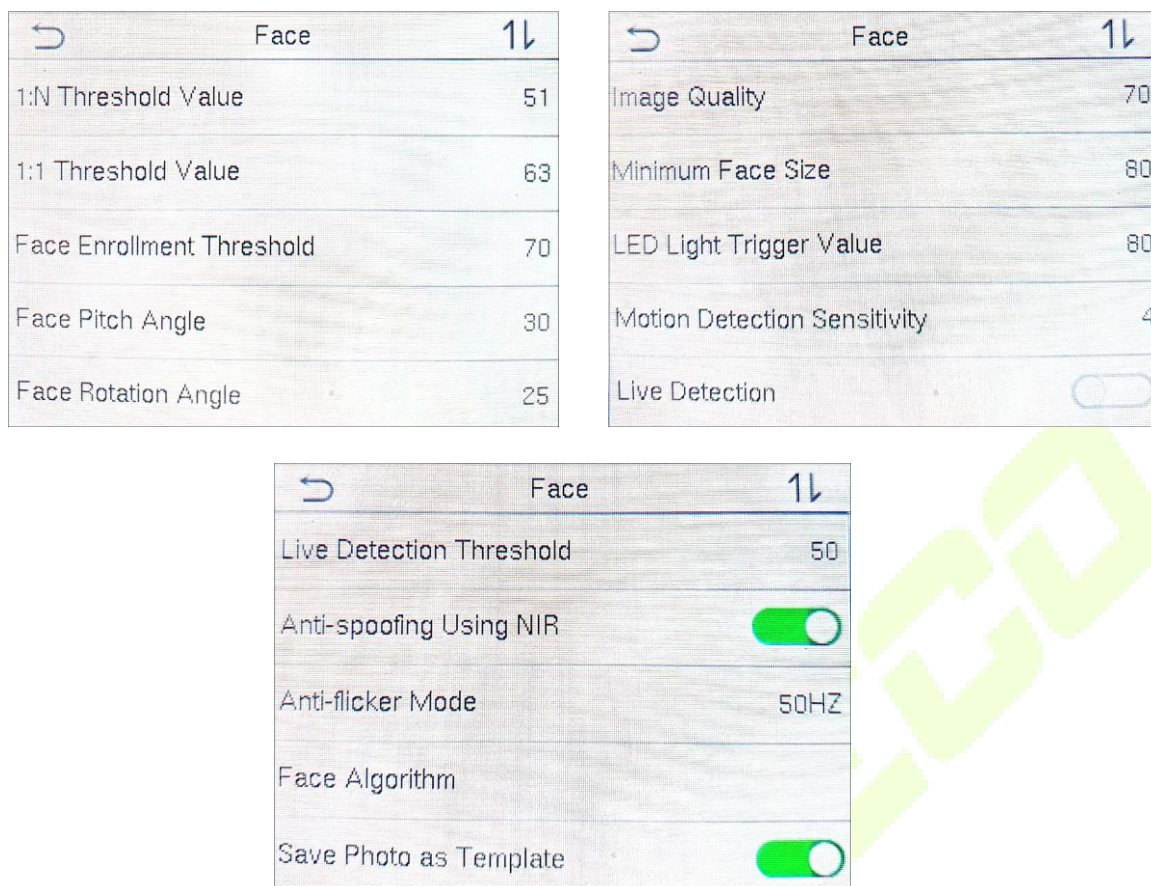 Face
1:N Threshold Value 51
1:1 Threshold Value 63
Face Enrollment Threshold 70
Face Pitch Angle 30
Face Rotation Angle 25
Face
Image Quality 70
Minimum Face Size 80
LED Light Trigger Value 80
Motion Detection Sensitivity 4
Live Detection
Face
Live Detection Threshold 50
Anti-spoofing Using NIR
Anti-flicker Mode 50HZ
Face Algorithm
Save Photo as Template